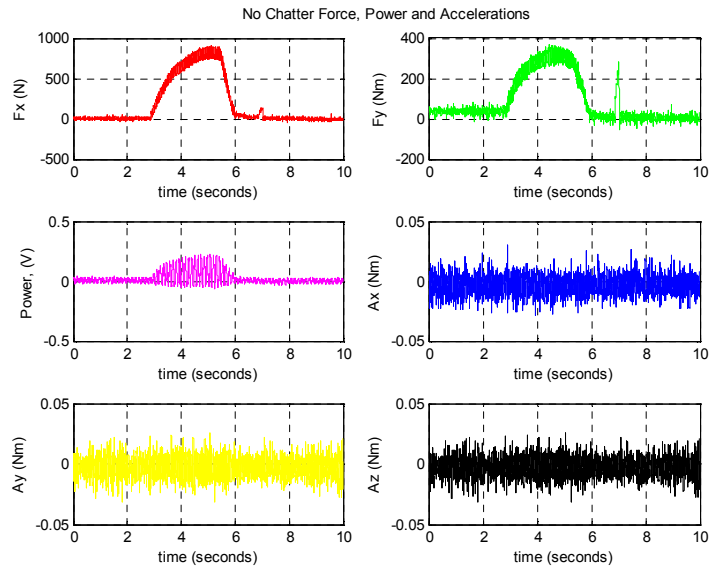 No Chatter Force, Power and Accelerations
1000
500
0
-500
Fx (N)
0 2 4 6 8 10
time (seconds)
400
200
0
-200
Fy (Nm)
0 2 4 6 8 10
time (seconds)
0.5
0
-0.5
Power, (V)
0 2 4 6 8 10
time (seconds)
0.05
0
-0.05
Ax (Nm)
0 2 4 6 8 10
time (seconds)
0.05
0
-0.05
Ay (Nm)
0 2 4 6 8 10
time (seconds)
0.05
0
-0.05
Az (Nm)
0 2 4 6 8 10
time (seconds)